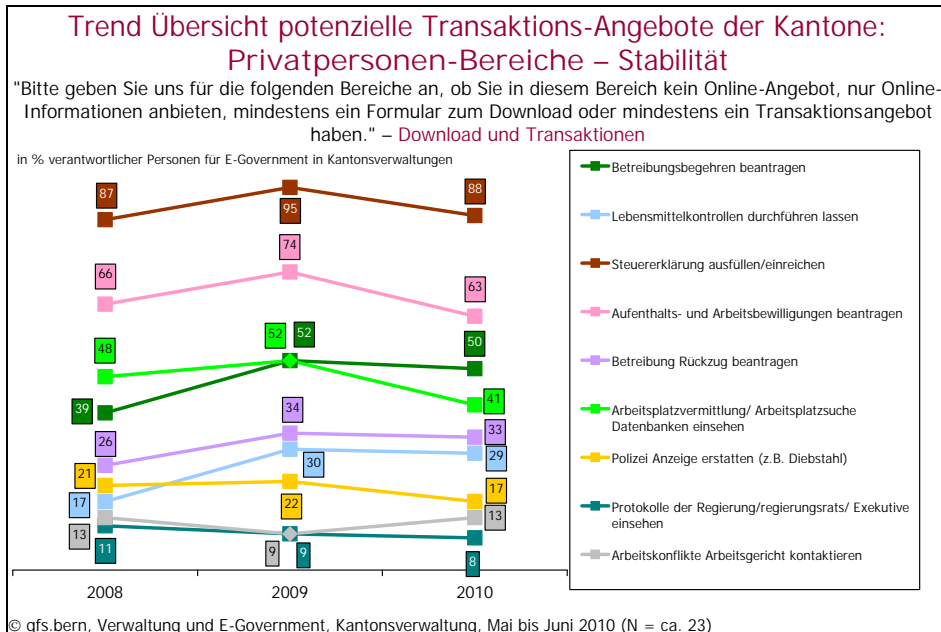 Trend Übersicht potenzielle Transaktions-Angebote der Kantone:
Privatpersonen-Bereiche – Stabilität
"Bitte geben Sie uns für die folgenden Bereiche an, ob Sie in diesem Bereich kein Online-Angebot, nur Online-
Informationen anbieten, mindestens ein Formular zum Download oder mindestens ein Transaktionsangebot
haben." – Download und Transaktionen
in % verantwortlicher Personen für E-Government in Kantonsverwaltungen
87
95
88
66
74
63
48
52
52
50
39
41
26
34
33
21
30
29
17
22
17
13
11
9
9
13
8
2008
2009
2010
Betreibungsbegehren beantragen
Lebensmittelkontrollen durchführen lassen
Steuererklärung ausfüllen/einreichen
Aufenthalts- und Arbeitsbewilligungen beantragen
Betreibung Rückzug beantragen
Arbeitsplatzvermittlung/ Arbeitsplatzsuche
Datenbanken einsehen
Polizei Anzeige erstatten (z.B. Diebstahl)
Protokolle der Regierung/regierungsrats/ Exekutive
einsehen
Arbeitskonflikte Arbeitsgericht kontaktieren
© gfs.bern, Verwaltung und E-Government, Kantonsverwaltung, Mai bis Juni 2010 (N = ca. 23)